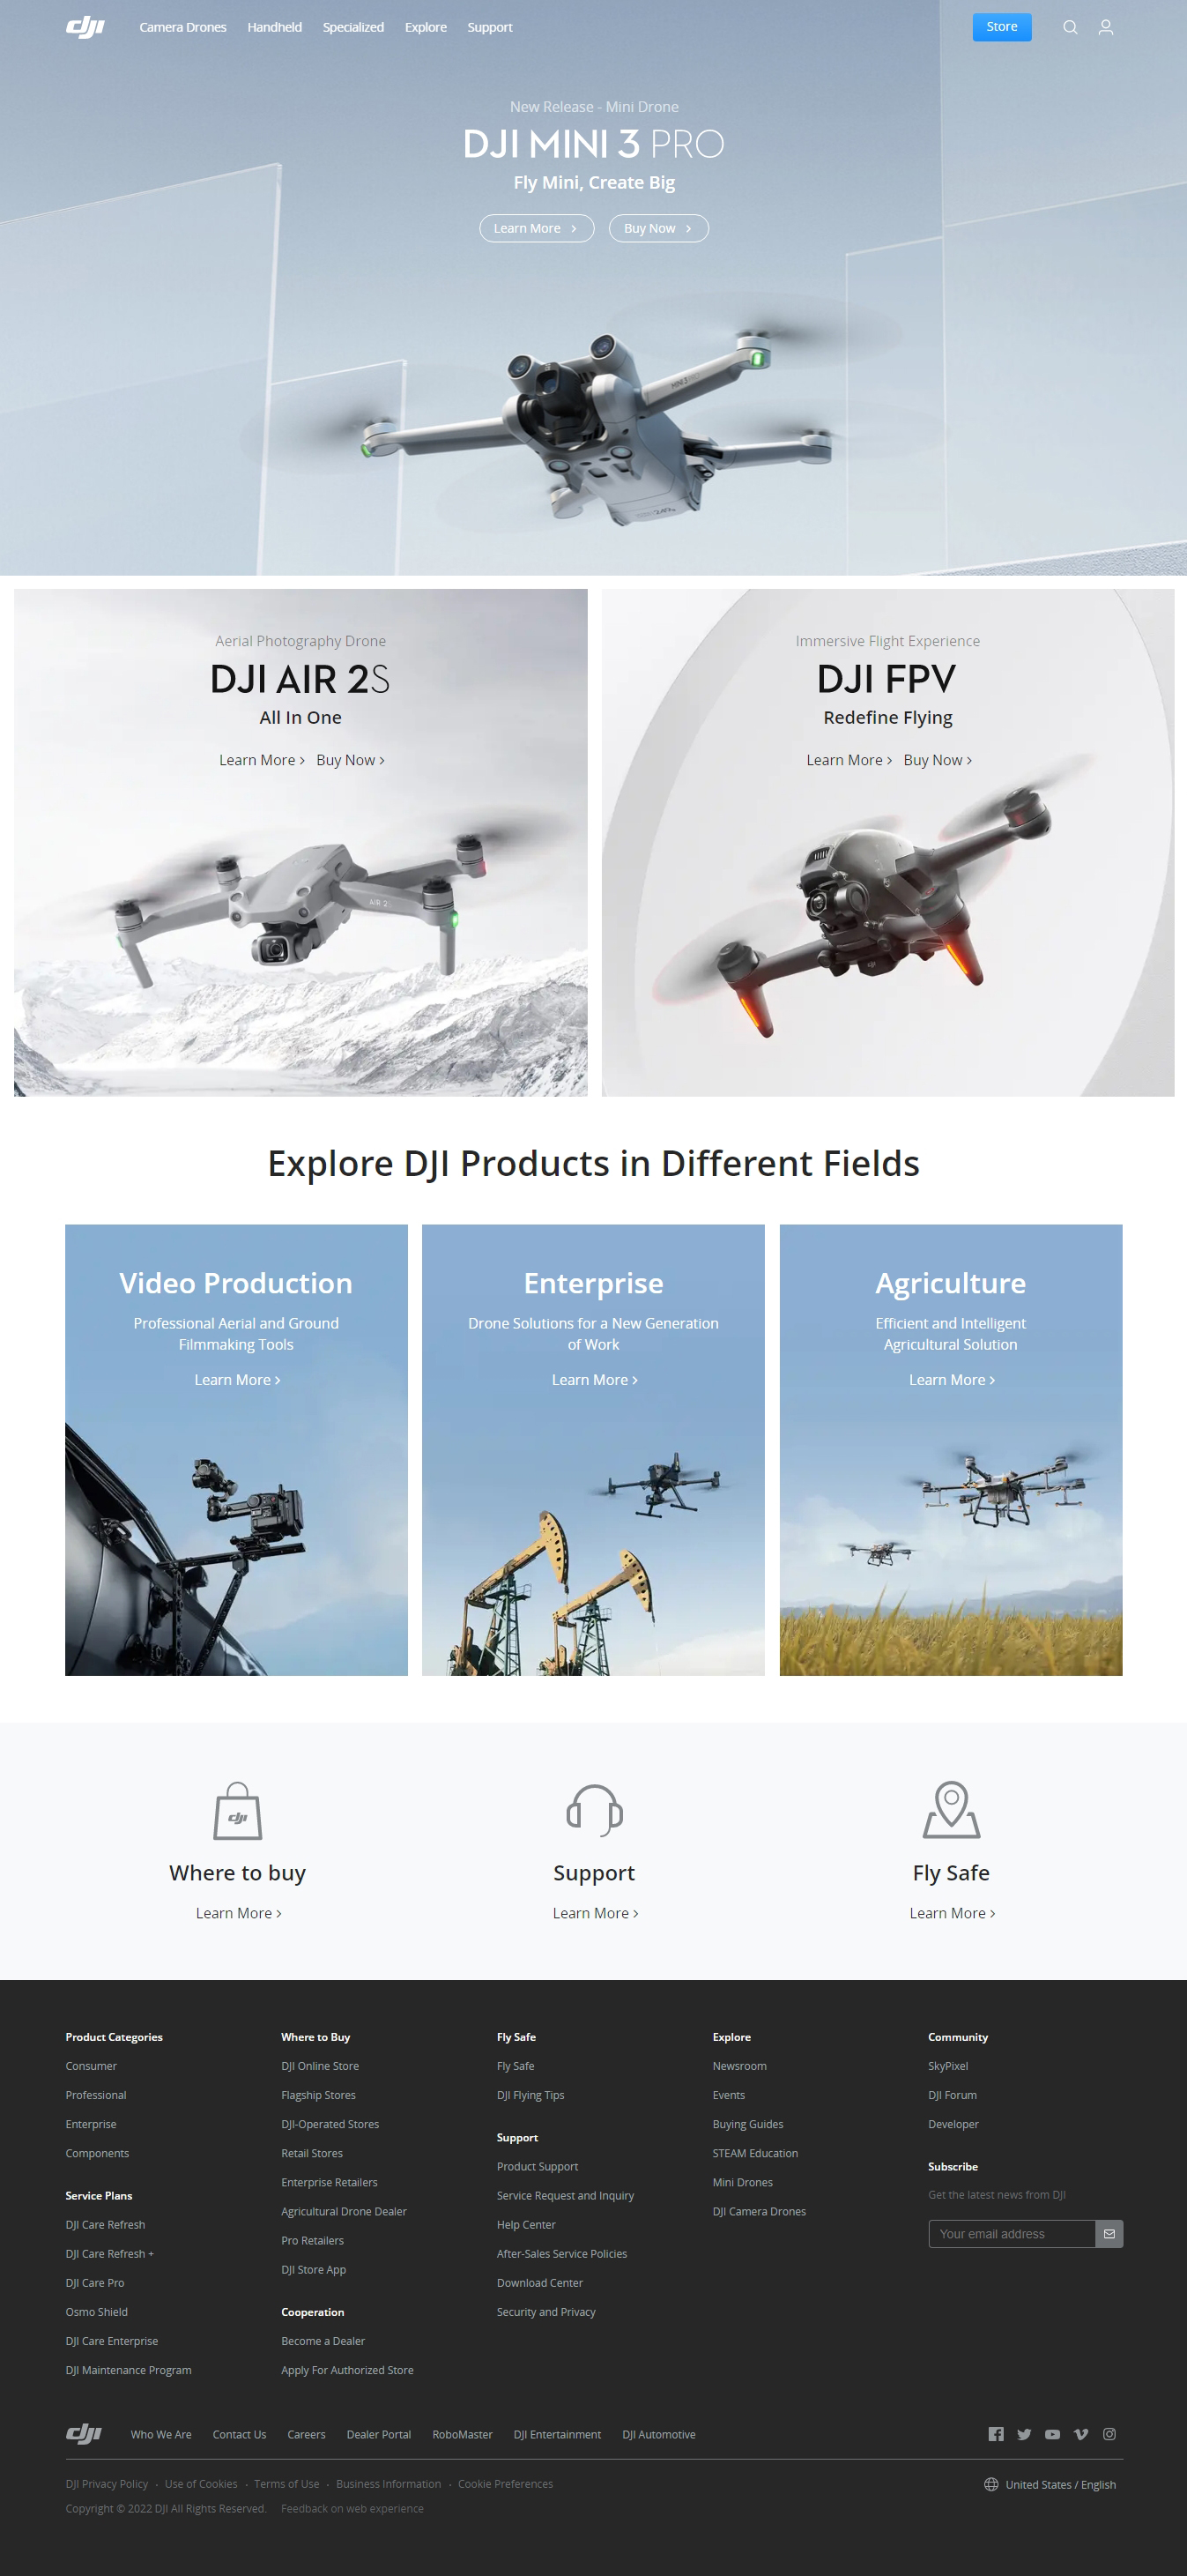 dji
Camera Drones
Handheld
Specialized
Explore
Support
Store
New Release - Mini Drone
DJI MINI 3 PRO
Fly Mini, Create Big
Learn More
Buy Now
MINI 3 PRO
Aerial Photography Drone
DJI AIR 2S
All In One
Learn More
Buy Now
AIR 2S
Immersive Flight Experience
DJI FPV
Redefine Flying
Learn More
Buy Now
Explore DJI Products in Different Fields
Video Production
Professional Aerial and Ground
Filmmaking Tools
Learn More
Enterprise
Drone Solutions for a New Generation
of Work
Learn More
Agriculture
Efficient and Intelligent
Agricultural Solution
Learn More
dji
Where to buy
Learn More
Support
Learn More
Fly Safe
Learn More
Product Categories
Consumer
Professional
Enterprise
Components
Service Plans
DJI Care Refresh
DJI Care Refresh +
DJI Care Pro
Osmo Shield
DJI Care Enterprise
DJI Maintenance Program
Where to Buy
DJI Online Store
Flagship Stores
DJI-Operated Stores
Retail Stores
Enterprise Retailers
Agricultural Drone Dealer
Pro Retailers
DJI Store App
Cooperation
Become a Dealer
Apply For Authorized Store
Fly Safe
Fly Safe
DJI Flying Tips
Support
Product Support
Service Request and Inquiry
Help Center
After-Sales Service Policies
Download Center
Security and Privacy
Explore
Newsroom
Events
Buying Guides
STEAM Education
Mini Drones
DJI Camera Drones
Community
SkyPixel
DJI Forum
Developer
Subscribe
Get the latest news from DJI
Your email address
dji
Who We Are
Contact Us
Careers
Dealer Portal
RoboMaster
DJI Entertainment
DJI Automotive
DJI Privacy Policy - Use of Cookies - Terms of Use - Business Information - Cookie Preferences
United States / English
Copyright © 2022 DJI All Rights Reserved. Feedback on web experience